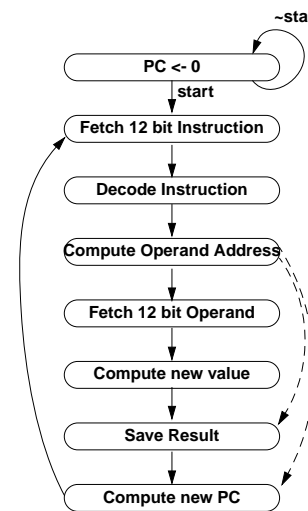 ~sta
PC <- 0
start
Fetch 12 bit Instruction
Decode Instruction
Compute Operand Address
Fetch 12 bit Operand
Compute new value
Save Result
Compute new PC